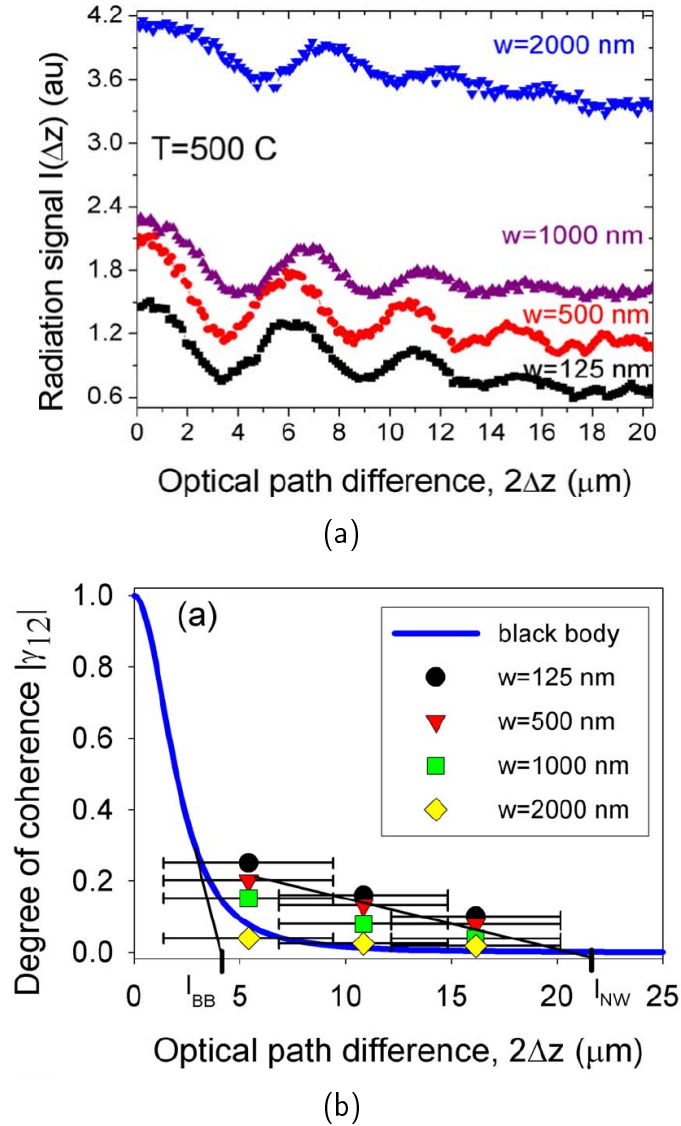 4.2
3.6
3.0
2.4
1.8
1.2
0.6
Radiation signal I(Δz) (au)
w=2000 nm
T=500 C
w=1000 nm
w=500 nm
w=125 nm
0 2 4 6 8 10 12 14 16 18 20
Optical path difference, 2Δz (μm)
(a)
1.0
0.8
0.6
0.4
0.2
0.0
Degree of coherence |γ₁₂|
(a)
black body
w=125 nm
w=500 nm
w=1000 nm
w=2000 nm
l_BB
l_NW
0 5 10 15 20 25
Optical path difference, 2Δz (μm)
(b)